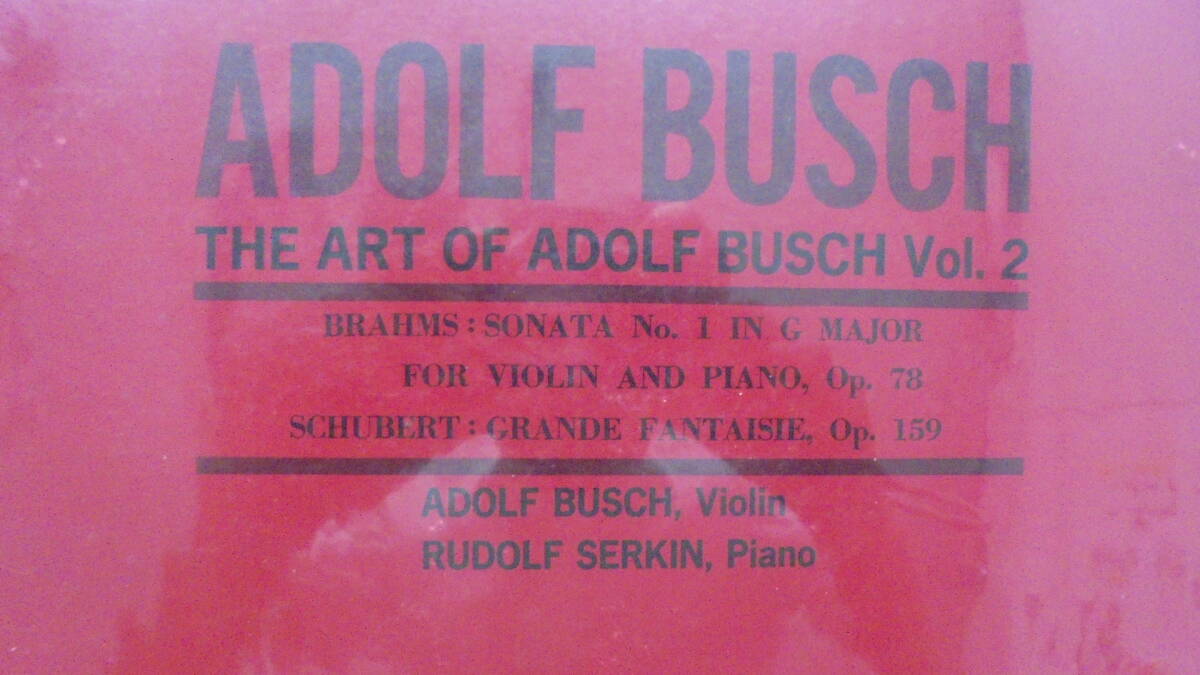 ADOLF BUSCH
THE ART OF ADOLF BUSCH Vol. 2
BRAHMS : SONATA No. 1 IN G MAJOR
FOR VIOLIN AND PIANO, Op. 78
SCHUBERT : GRANDE FANTAISIE, Op. 159
ADOLF BUSCH, Violin
RUDOLF SERKIN, Piano